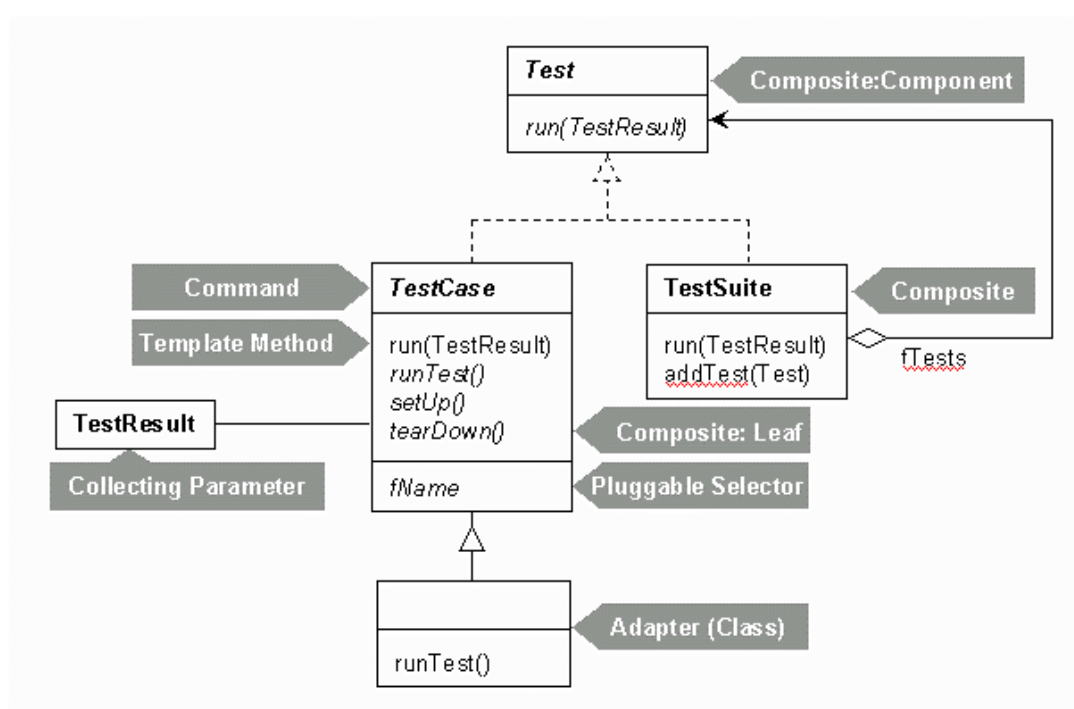 Test
Composite:Component
run(TestResult)
Command
TestCase
TestSuite
Composite
Template Method
run(TestResult)
runTest()
setUp()
tearDown()
run(TestResult)
addTest(Test)
fTests
TestResult
Composite: Leaf
Collecting Parameter
fName
Pluggable Selector
Adapter (Class)
runTest()